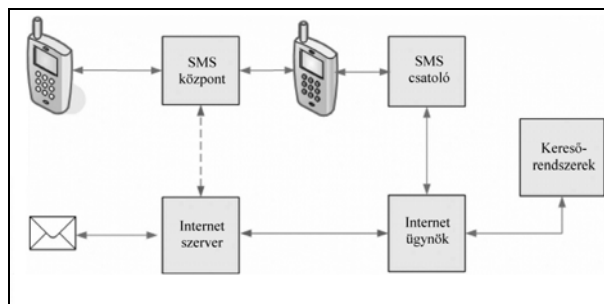 SMS
központ
SMS
csatoló
Kereső-
rendszerek
Internet
szerver
Internet
ügynök